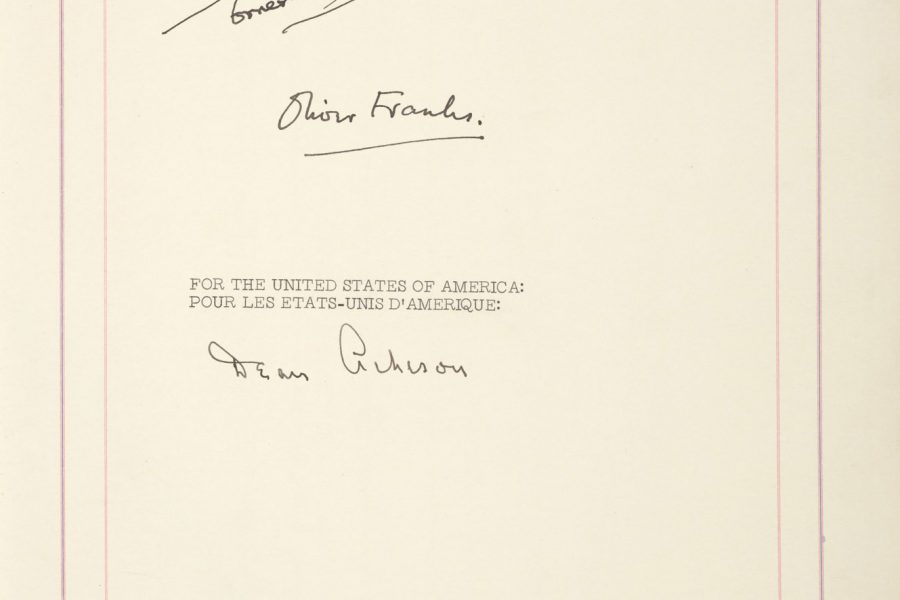 Oliver Franks.
FOR THE UNITED STATES OF AMERICA:
POUR LES ETATS-UNIS D'AMERIQUE:
Dean Acheson